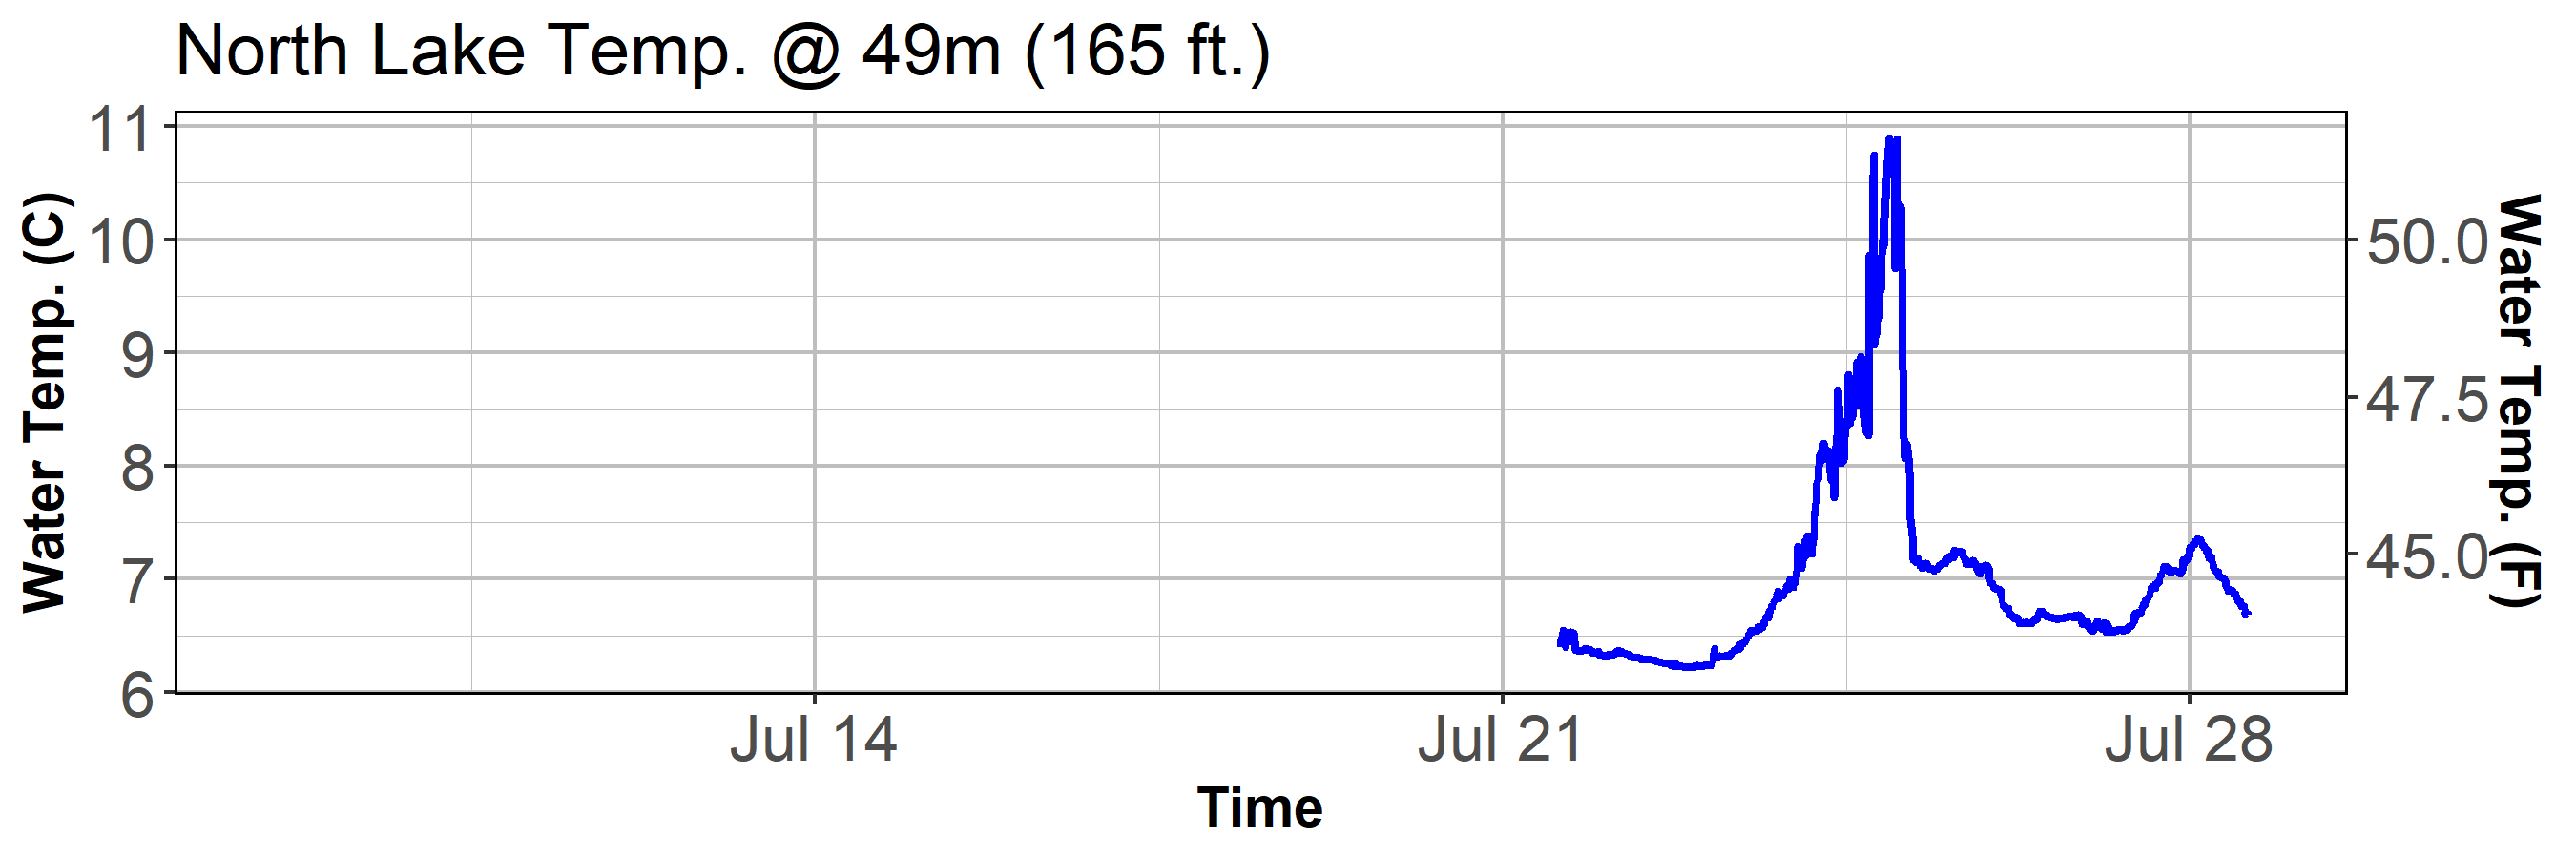 North Lake Temp. @ 49m (165 ft.)
11
10
9
8
7
6
Water Temp. (C)
50.0
47.5
45.0
Water Temp. (F)
Jul 14
Jul 21
Jul 28
Time